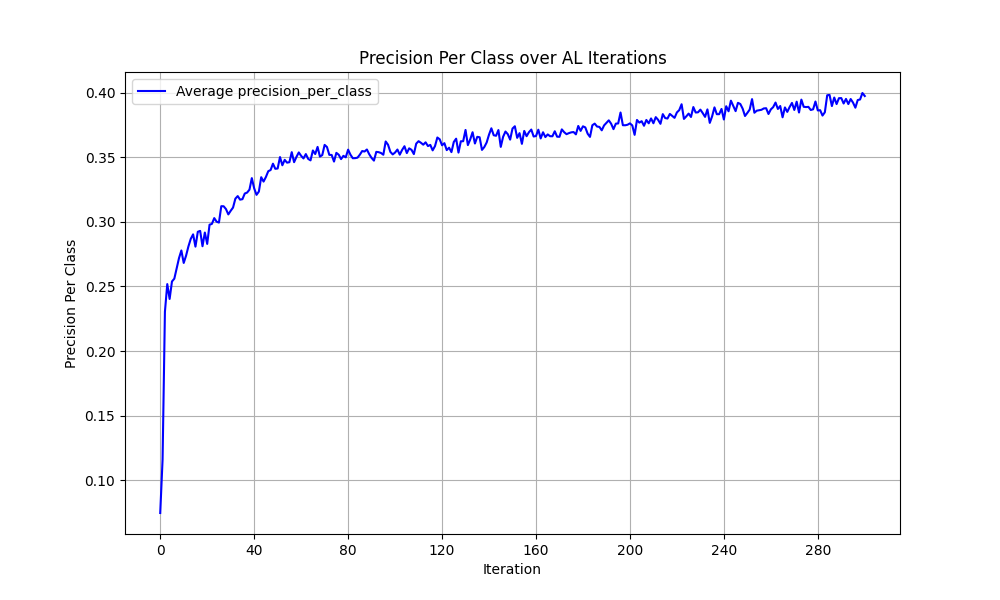 Precision Per Class over AL Iterations
Average precision_per_class
0.40
0.35
0.30
0.25
0.20
0.15
0.10
Precision Per Class
0 40 80 120 160 200 240 280
Iteration